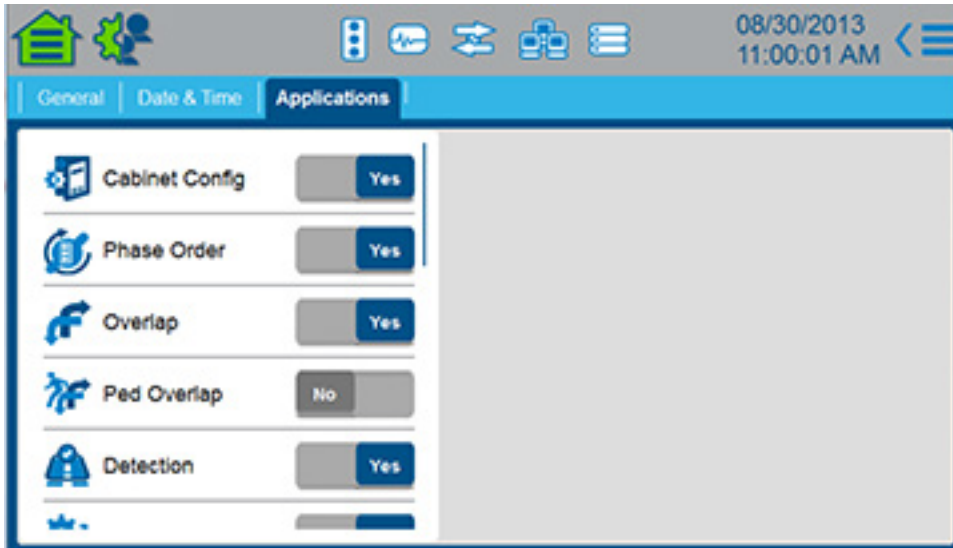 08/30/2013
11:00:01 AM
General
Date & Time
Applications
Cabinet Config Yes
Phase Order Yes
Overlap Yes
Ped Overlap No
Detection Yes